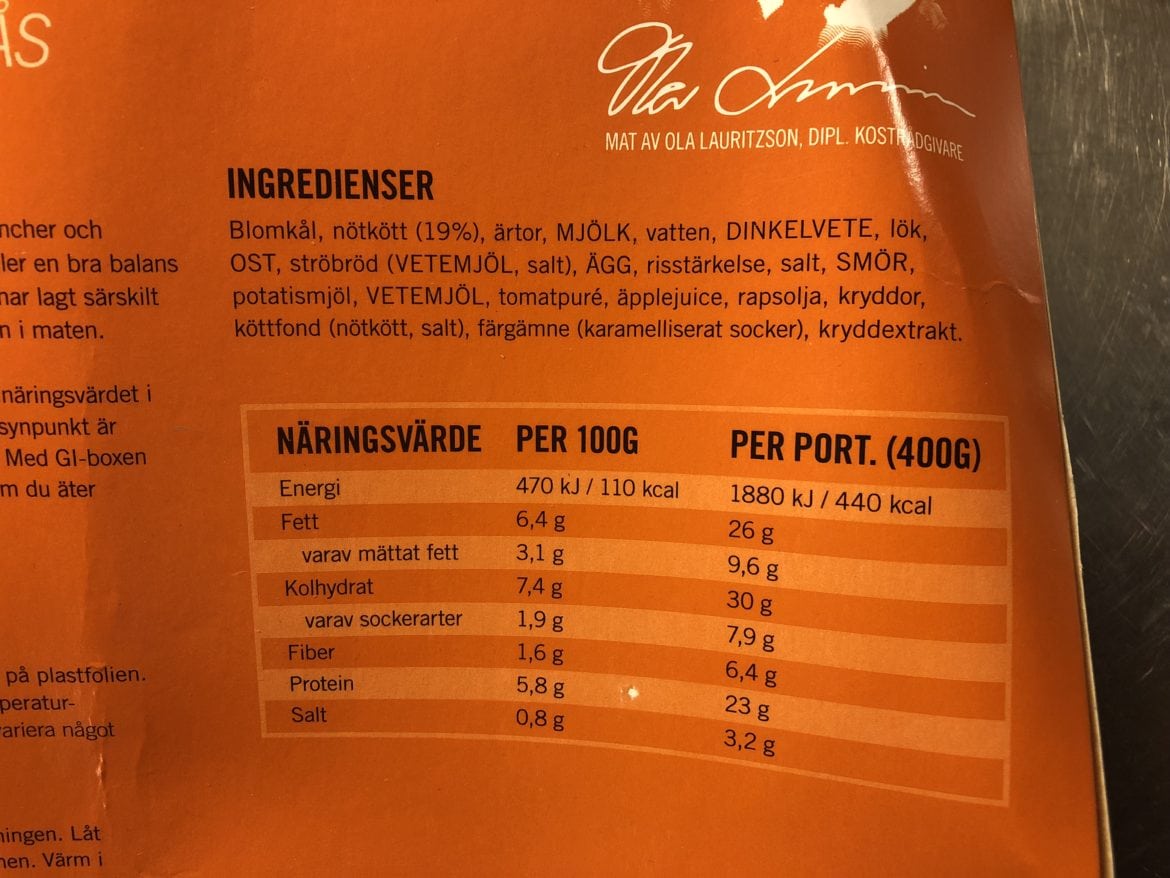 ÅS
MAT AV OLA LAURITZSON, DIPL. KOSTRÅDGIVARE
ncher och
ler en bra balans
nar lagt särskilt
n i maten.
näringsvärdet i
synpunkt är
Med GI-boxen
m du äter
på plastfolien.
peratur-
variera något
ningen. Låt
nen. Värm i
INGREDIENSER
Blomkål, nötkött (19%), ärtor, MJÖLK, vatten, DINKELVETE, lök,
OST, ströbröd (VETEMJÖL, salt), ÄGG, risstärkelse, salt, SMÖR,
potatismjöl, VETEMJÖL, tomatpuré, äpplejuice, rapsolja, kryddor,
köttfond (nötkött, salt), färgämne (karamelliserat socker), kryddextrakt.
NÄRINGSVÄRDE PER 100G PER PORT. (400G)
Energi 470 kJ / 110 kcal 1880 kJ / 440 kcal
Fett 6,4 g 26 g
varav mättat fett 3,1 g 9,6 g
Kolhydrat 7,4 g 30 g
varav sockerarter 1,9 g 7,9 g
Fiber 1,6 g 6,4 g
Protein 5,8 g 23 g
Salt 0,8 g 3,2 g